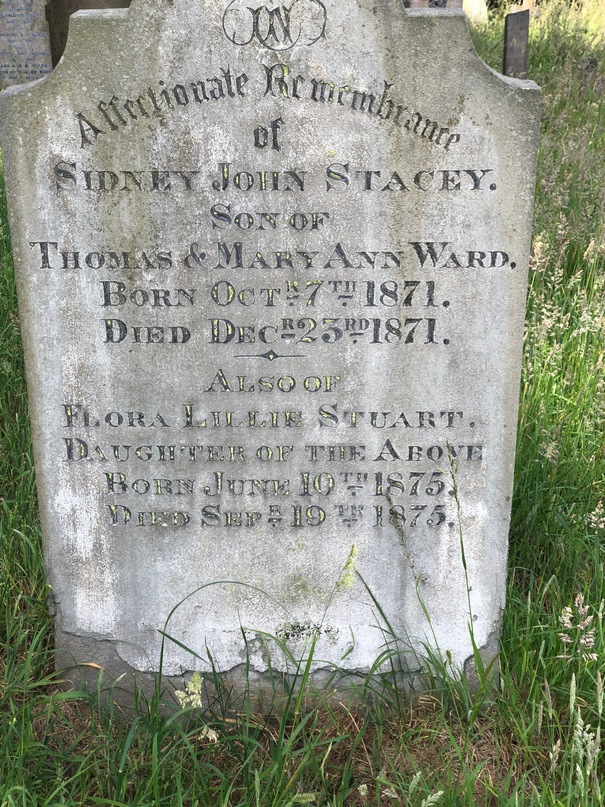 IN
Affectionate Remembrance
of
SIDNEY JOHN STACEY.
SON OF
THOMAS & MARY ANN WARD,
BORN OCTR 7TH 1871.
DIED DECR 23RD 1871.
ALSO OF
FLORA LILLIE STUART.
DAUGHTER OF THE ABOVE
BORN JUNE 10TH 1875.
DIED SEPR 19TH 1875.